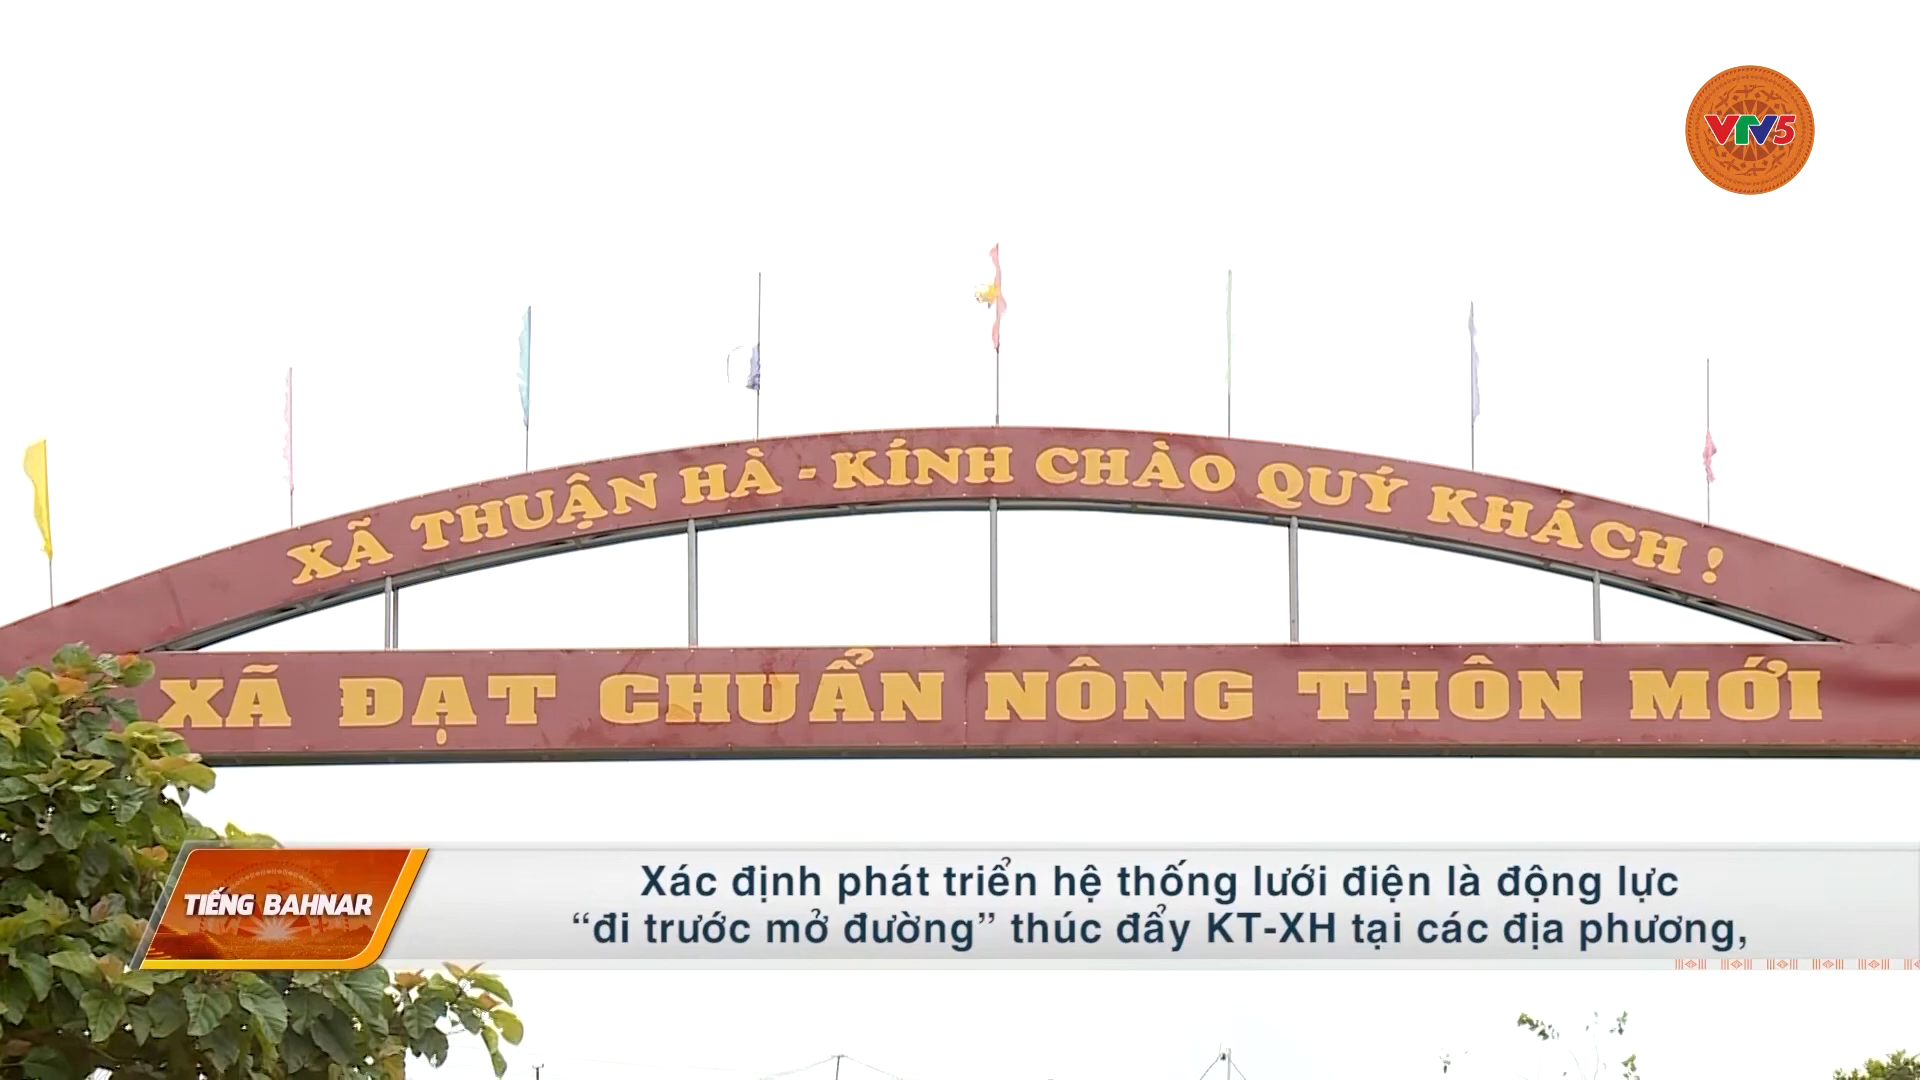 VTV5
XÃ THUẬN HÀ - KÍNH CHÀO QUÝ KHÁCH !
XÃ ĐẠT CHUẨN NÔNG THÔN MỚI
TIẾNG BAHNAR
Xác định phát triển hệ thống lưới điện là động lực
“đi trước mở đường” thúc đẩy KT-XH tại các địa phương,